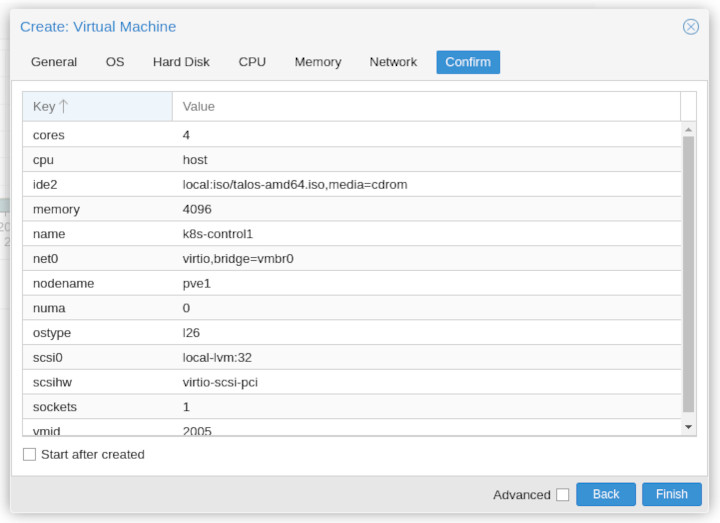 Create: Virtual Machine
General OS Hard Disk CPU Memory Network Confirm
Key Value
cores 4
cpu host
ide2 local:iso/talos-amd64.iso,media=cdrom
memory 4096
name k8s-control1
net0 virtio,bridge=vmbr0
nodename pve1
numa 0
ostype l26
scsi0 local-lvm:32
scsihw virtio-scsi-pci
sockets 1
vmid 2005
Start after created
Advanced Back Finish